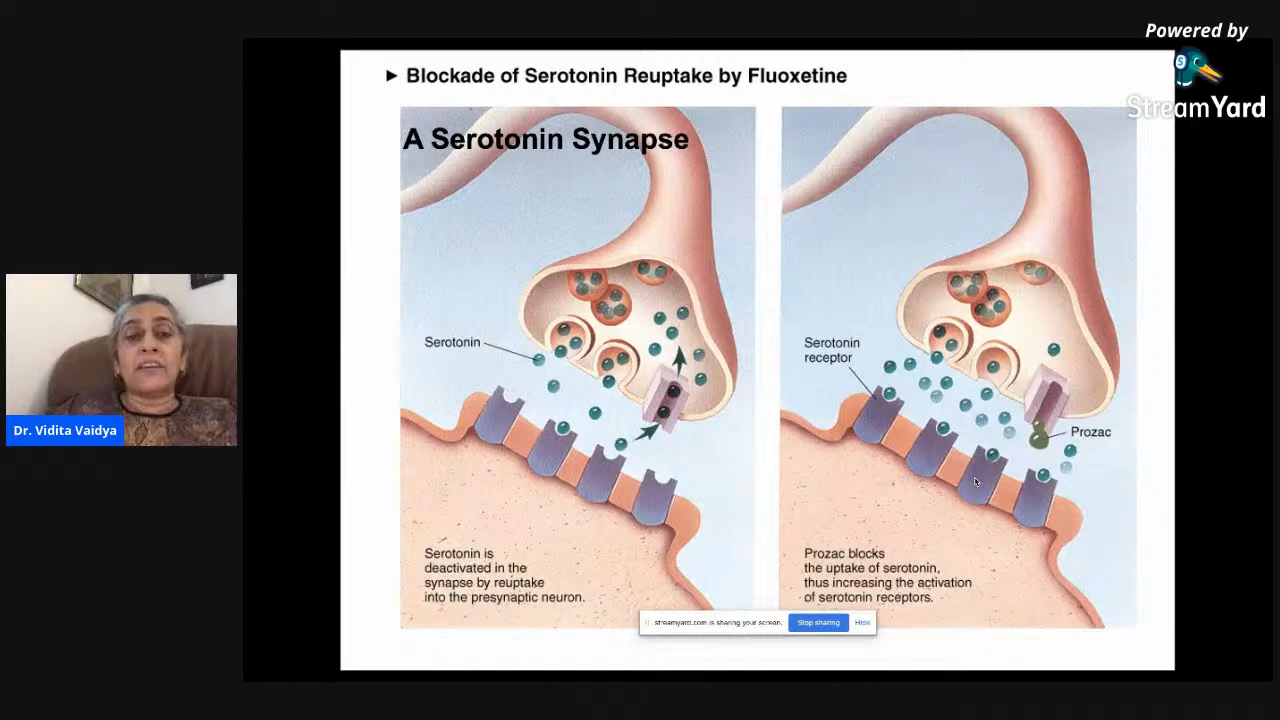 Powered by
StreamYard
► Blockade of Serotonin Reuptake by Fluoxetine
A Serotonin Synapse
Serotonin
Serotonin is
deactivated in the
synapse by reuptake
into the presynaptic neuron.
Serotonin
receptor
Prozac
Prozac blocks
the uptake of serotonin,
thus increasing the activation
of serotonin receptors.
Dr. Vidita Vaidya
streamyard.com is sharing your screen.
Stop sharing
Hide